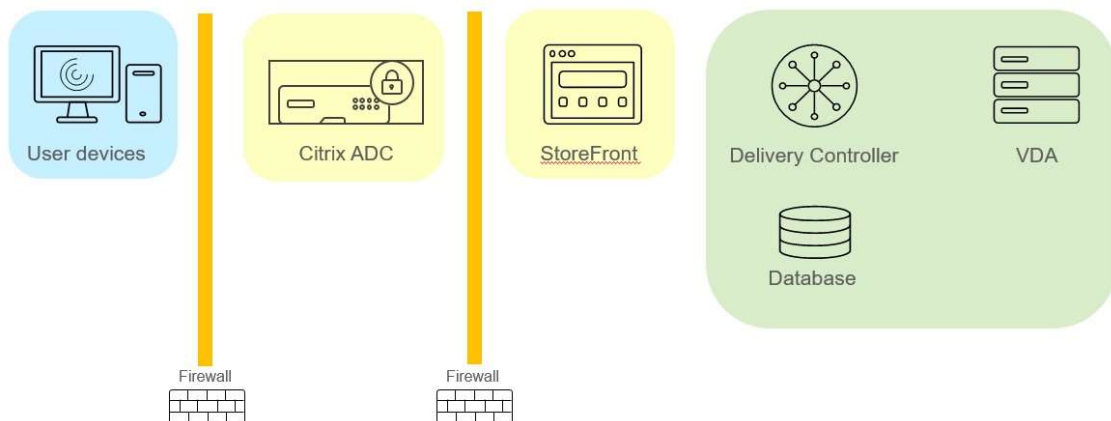 User devices
Citrix ADC
StoreFront
Delivery Controller
VDA
Database
Firewall
Firewall